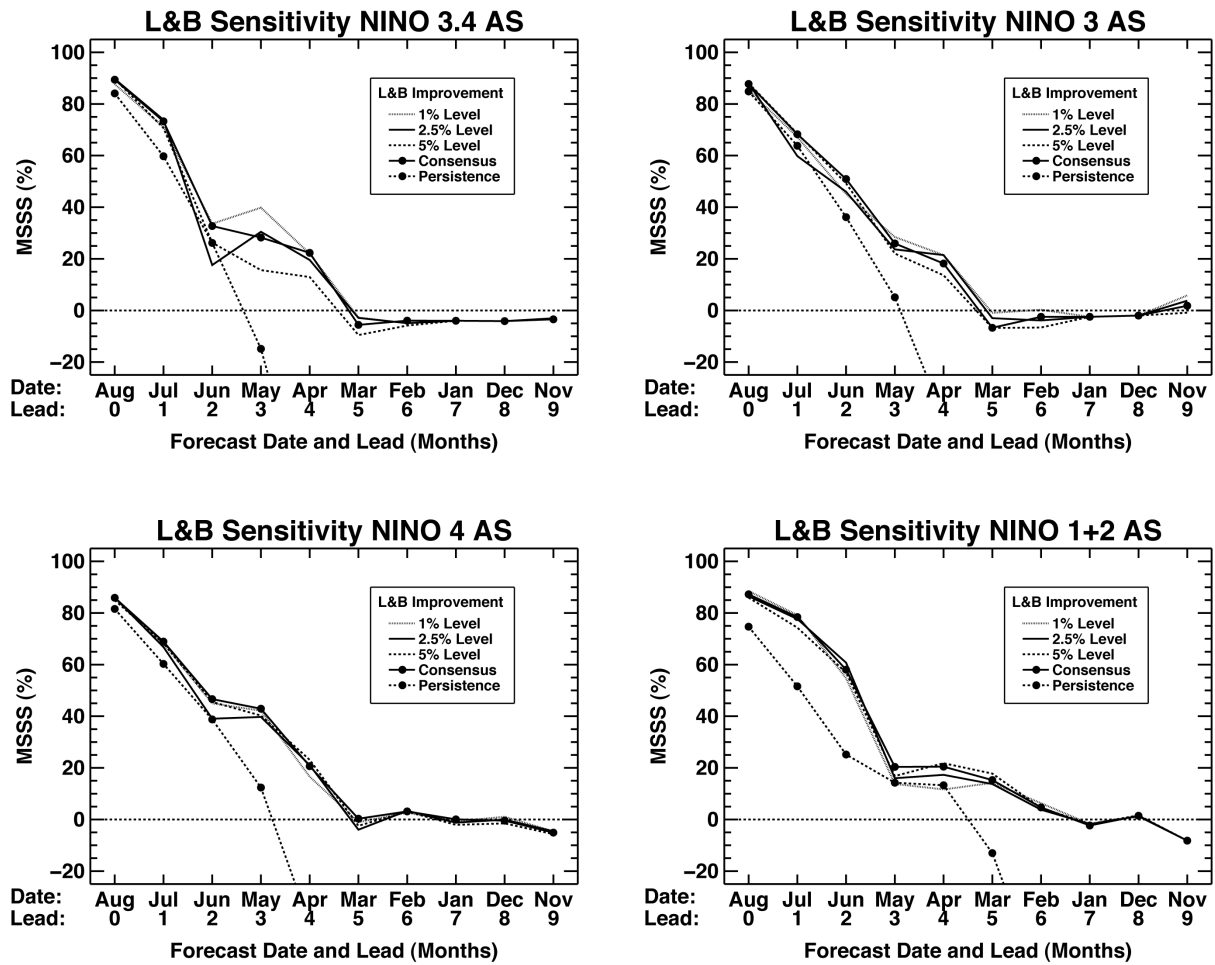 L&B Sensitivity NINO 3.4 AS
100
80
60
40
20
0
−20
MSSS (%)
L&B Improvement
1% Level
2.5% Level
5% Level
Consensus
Persistence
Date: Aug Jul Jun May Apr Mar Feb Jan Dec Nov
Lead: 0 1 2 3 4 5 6 7 8 9
Forecast Date and Lead (Months)
L&B Sensitivity NINO 3 AS
100
80
60
40
20
0
−20
MSSS (%)
L&B Improvement
1% Level
2.5% Level
5% Level
Consensus
Persistence
Date: Aug Jul Jun May Apr Mar Feb Jan Dec Nov
Lead: 0 1 2 3 4 5 6 7 8 9
Forecast Date and Lead (Months)
L&B Sensitivity NINO 4 AS
100
80
60
40
20
0
−20
MSSS (%)
L&B Improvement
1% Level
2.5% Level
5% Level
Consensus
Persistence
Date: Aug Jul Jun May Apr Mar Feb Jan Dec Nov
Lead: 0 1 2 3 4 5 6 7 8 9
Forecast Date and Lead (Months)
L&B Sensitivity NINO 1+2 AS
100
80
60
40
20
0
−20
MSSS (%)
L&B Improvement
1% Level
2.5% Level
5% Level
Consensus
Persistence
Date: Aug Jul Jun May Apr Mar Feb Jan Dec Nov
Lead: 0 1 2 3 4 5 6 7 8 9
Forecast Date and Lead (Months)